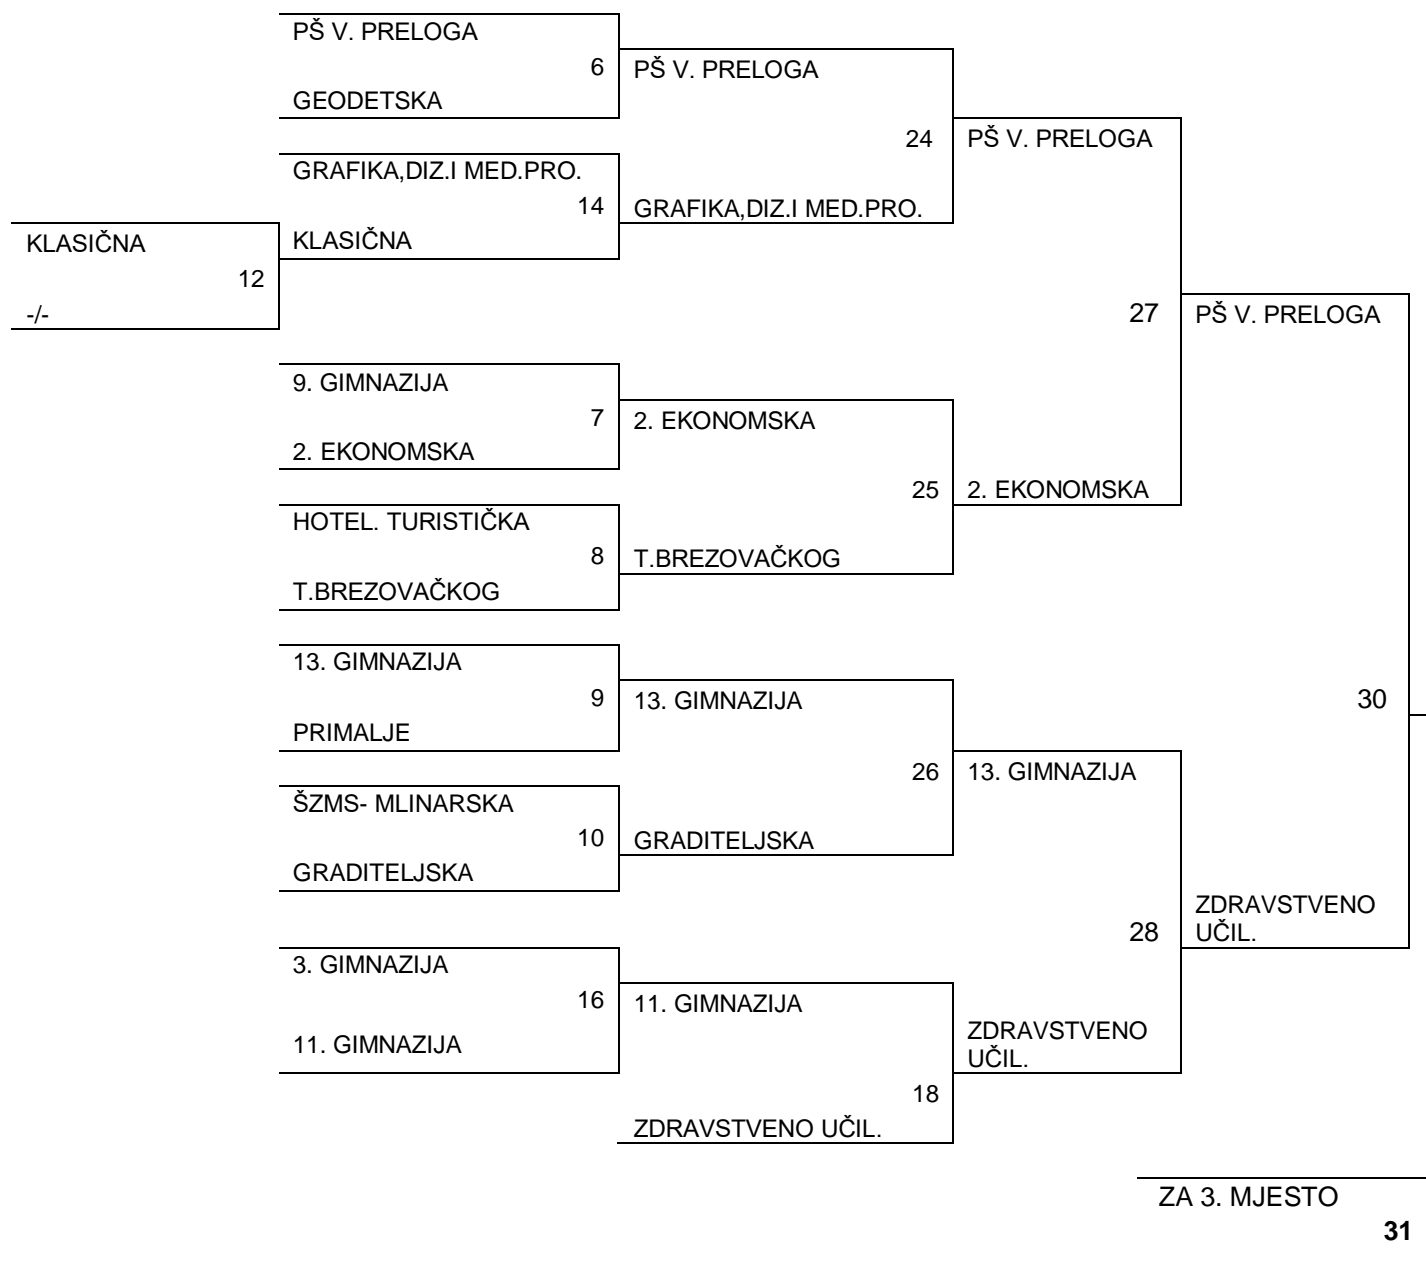 PŠ V. PRELOGA
6
PŠ V. PRELOGA
GEODETSKA
24
PŠ V. PRELOGA
GRAFIKA,DIZ.I MED.PRO.
14
GRAFIKA,DIZ.I MED.PRO.
KLASIČNA
KLASIČNA
12
-/-
27
PŠ V. PRELOGA
9. GIMNAZIJA
7
2. EKONOMSKA
2. EKONOMSKA
25
2. EKONOMSKA
HOTEL. TURISTIČKA
8
T.BREZOVAČKOG
T.BREZOVAČKOG
13. GIMNAZIJA
9
13. GIMNAZIJA
30
PRIMALJE
26
13. GIMNAZIJA
ŠZMS- MLINARSKA
10
GRADITELJSKA
GRADITELJSKA
28
ZDRAVSTVENO
UČIL.
3. GIMNAZIJA
16
11. GIMNAZIJA
11. GIMNAZIJA
ZDRAVSTVENO
UČIL.
18
ZDRAVSTVENO UČIL.
ZA 3. MJESTO
31